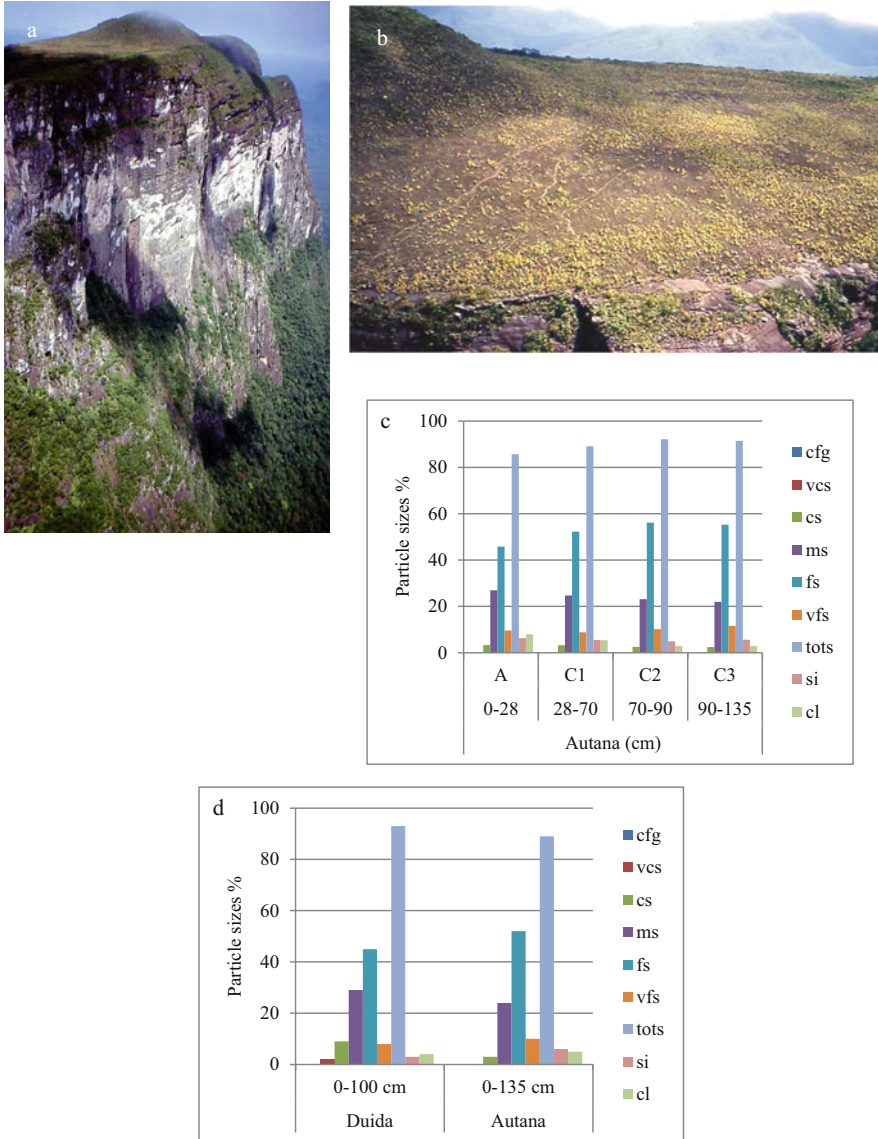 a
b
c
Particle sizes %
100
80
60
40
20
0
A C1 C2 C3
0-28 28-70 70-90 90-135
Autana (cm)
cfg
vcs
cs
ms
fs
vfs
tots
si
cl
d
Particle sizes %
100
80
60
40
20
0
0-100 cm 0-135 cm
Duida Autana
cfg
vcs
cs
ms
fs
vfs
tots
si
cl